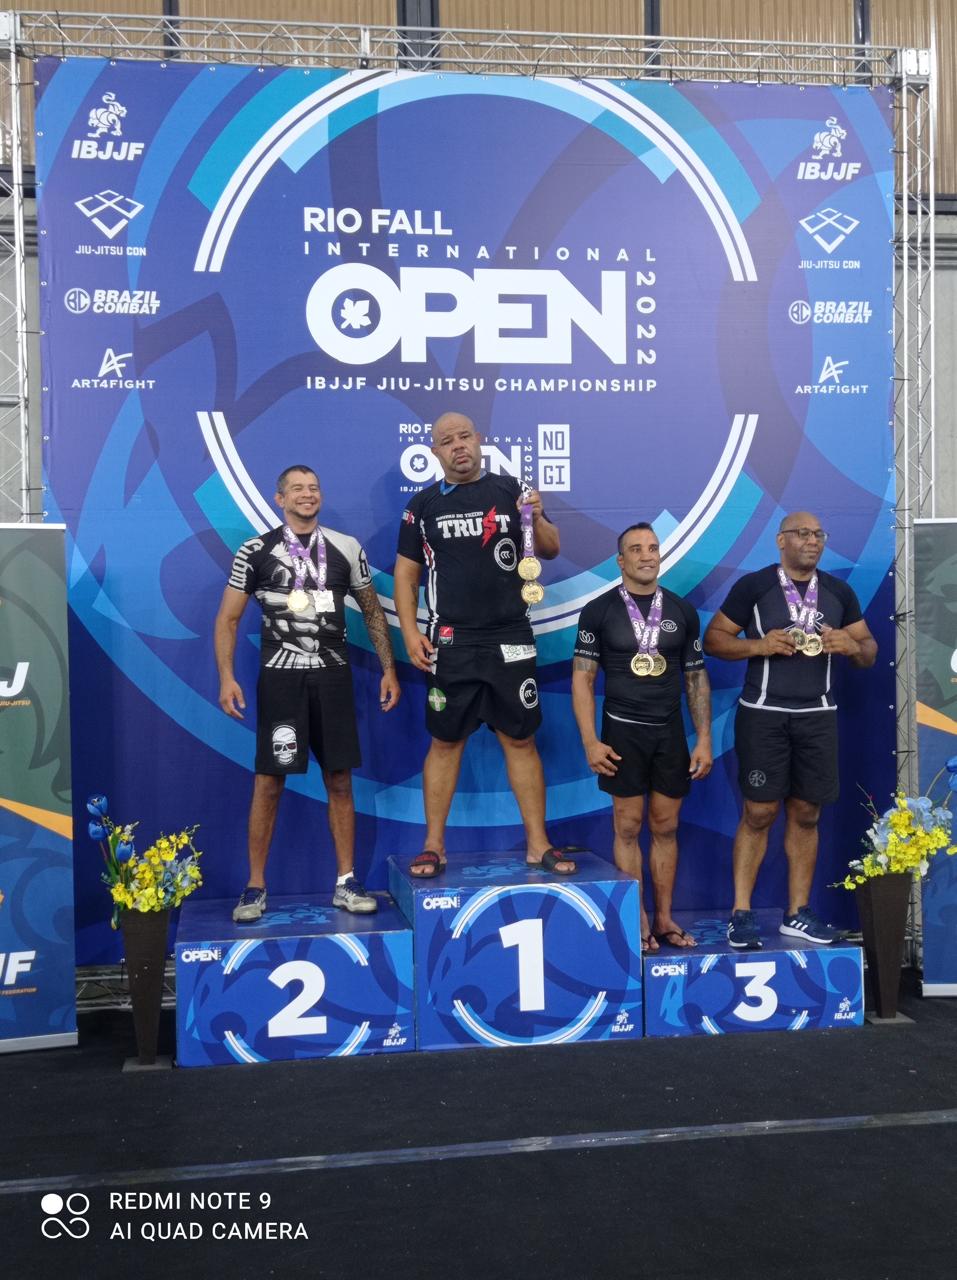 IBJJF
JIU-JITSU CON
BRAZIL
COMBAT
ART4FIGHT
RIO FALL
INTERNATIONAL
OPEN
2022
IBJJF JIU-JITSU CHAMPIONSHIP
IBJJF
JIU-JITSU CON
BRAZIL
COMBAT
ART4FIGHT
RIO FA
NO
GI
TRUST
OPEN
2
IBJJF
OPEN
1
IBJJF
OPEN
3
IBJJF
REDMI NOTE 9
AI QUAD CAMERA